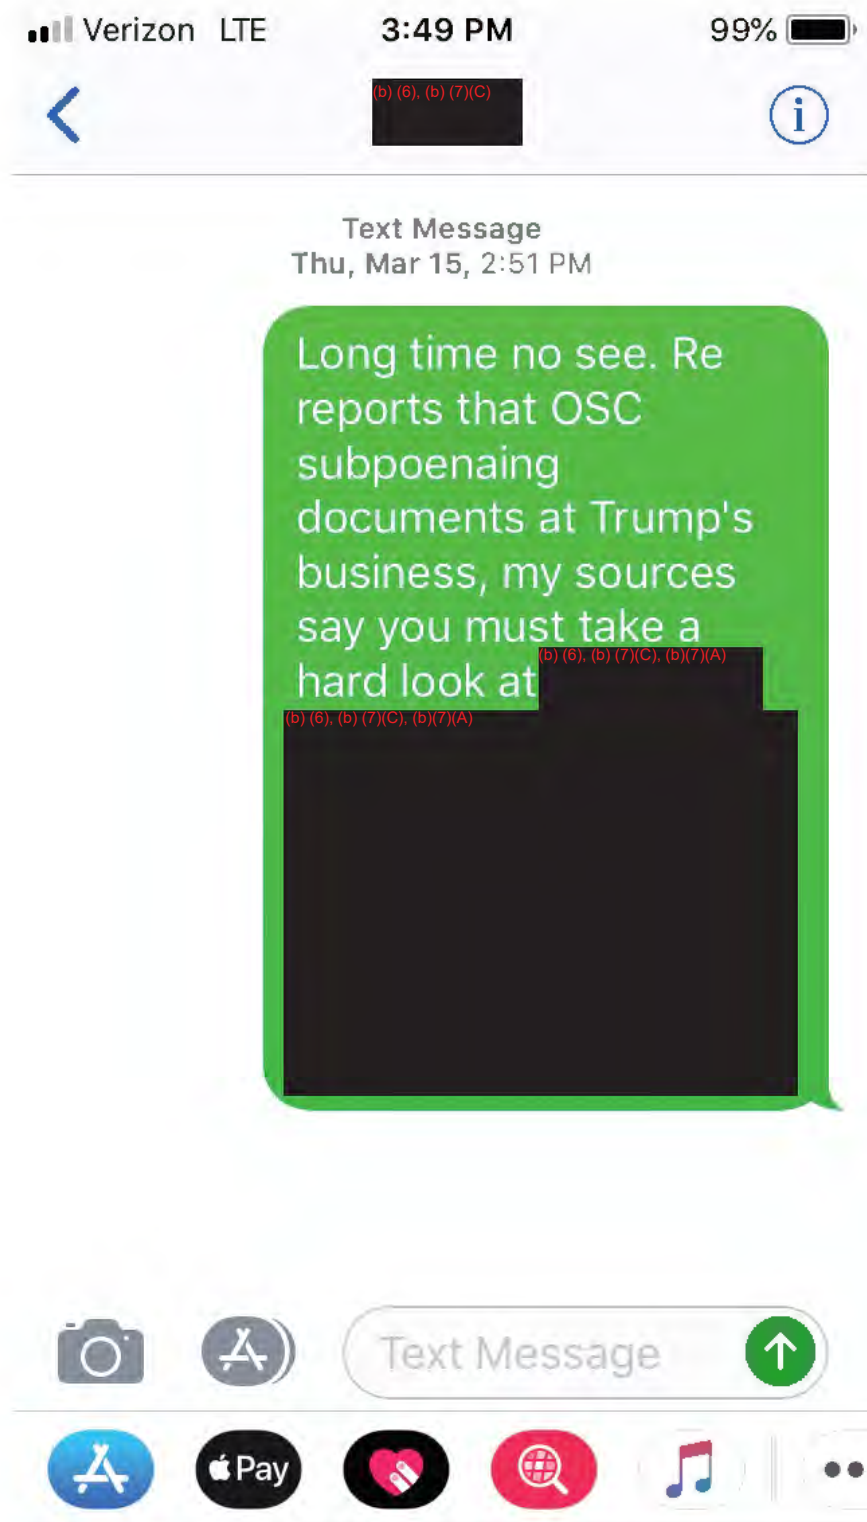 Verizon LTE 3:49 PM 99%
(b) (6), (b) (7)(C)
i
Text Message
Thu, Mar 15, 2:51 PM
Long time no see. Re
reports that OSC
subpoenaing
documents at Trump's
business, my sources
say you must take a
hard look at
(b) (6), (b) (7)(C), (b)(7)(A)
(b) (6), (b) (7)(C), (b)(7)(A)
Text Message
Pay